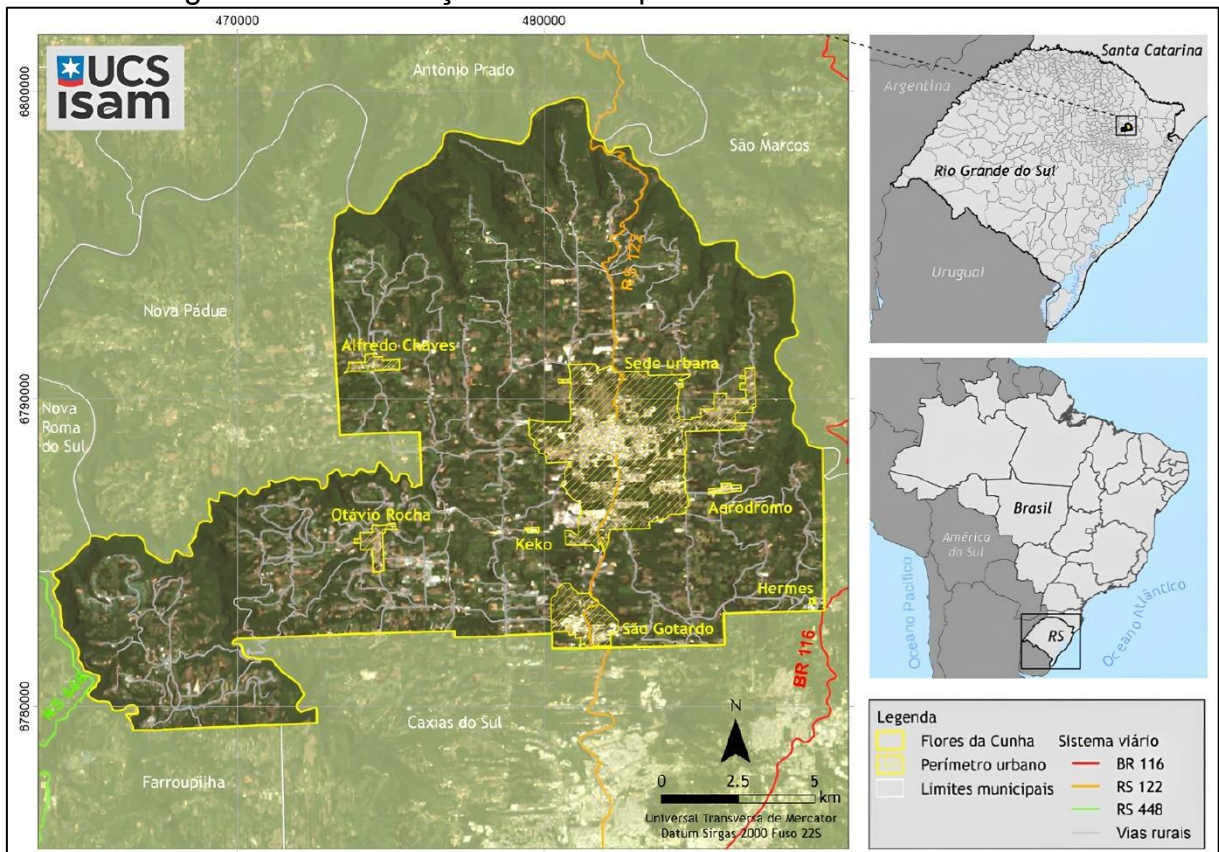 470000
480000
UCS
isam
Antônio Prado
São Marcos
6800000
RS 122
Nova Pádua
Alfredo Chaves
Sede urbana
6790000
Nova
Roma
do Sul
Otávio Rocha
Aeródromo
Keko
Hermes
São Gotardo
BR 116
6780000
Caxias do Sul
Farroupilha
N
0 2.5 5
km
Universal Transversa de Mercator
Datum Sirgas 2000 Fuso 22S
Santa Catarina
Argentina
Rio Grande do Sul
Uruguai
Brasil
América
do Sul
Oceano Pacífico
Oceano Atlântico
RS
Legenda
Flores da Cunha
Perímetro urbano
Limites municipais
Sistema viário
BR 116
RS 122
RS 448
Vias rurais